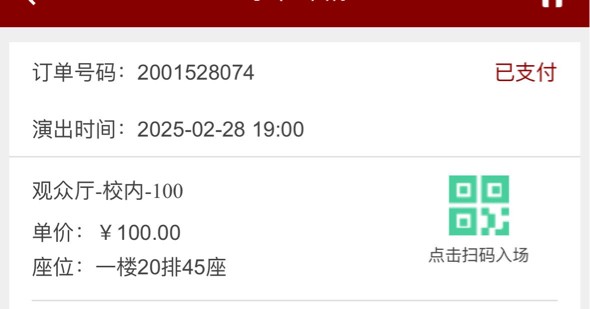 订单号码：2001528074
已支付
演出时间：2025-02-28 19:00
观众厅-校内-100
单价：￥100.00
点击扫码入场
座位：一楼20排45座